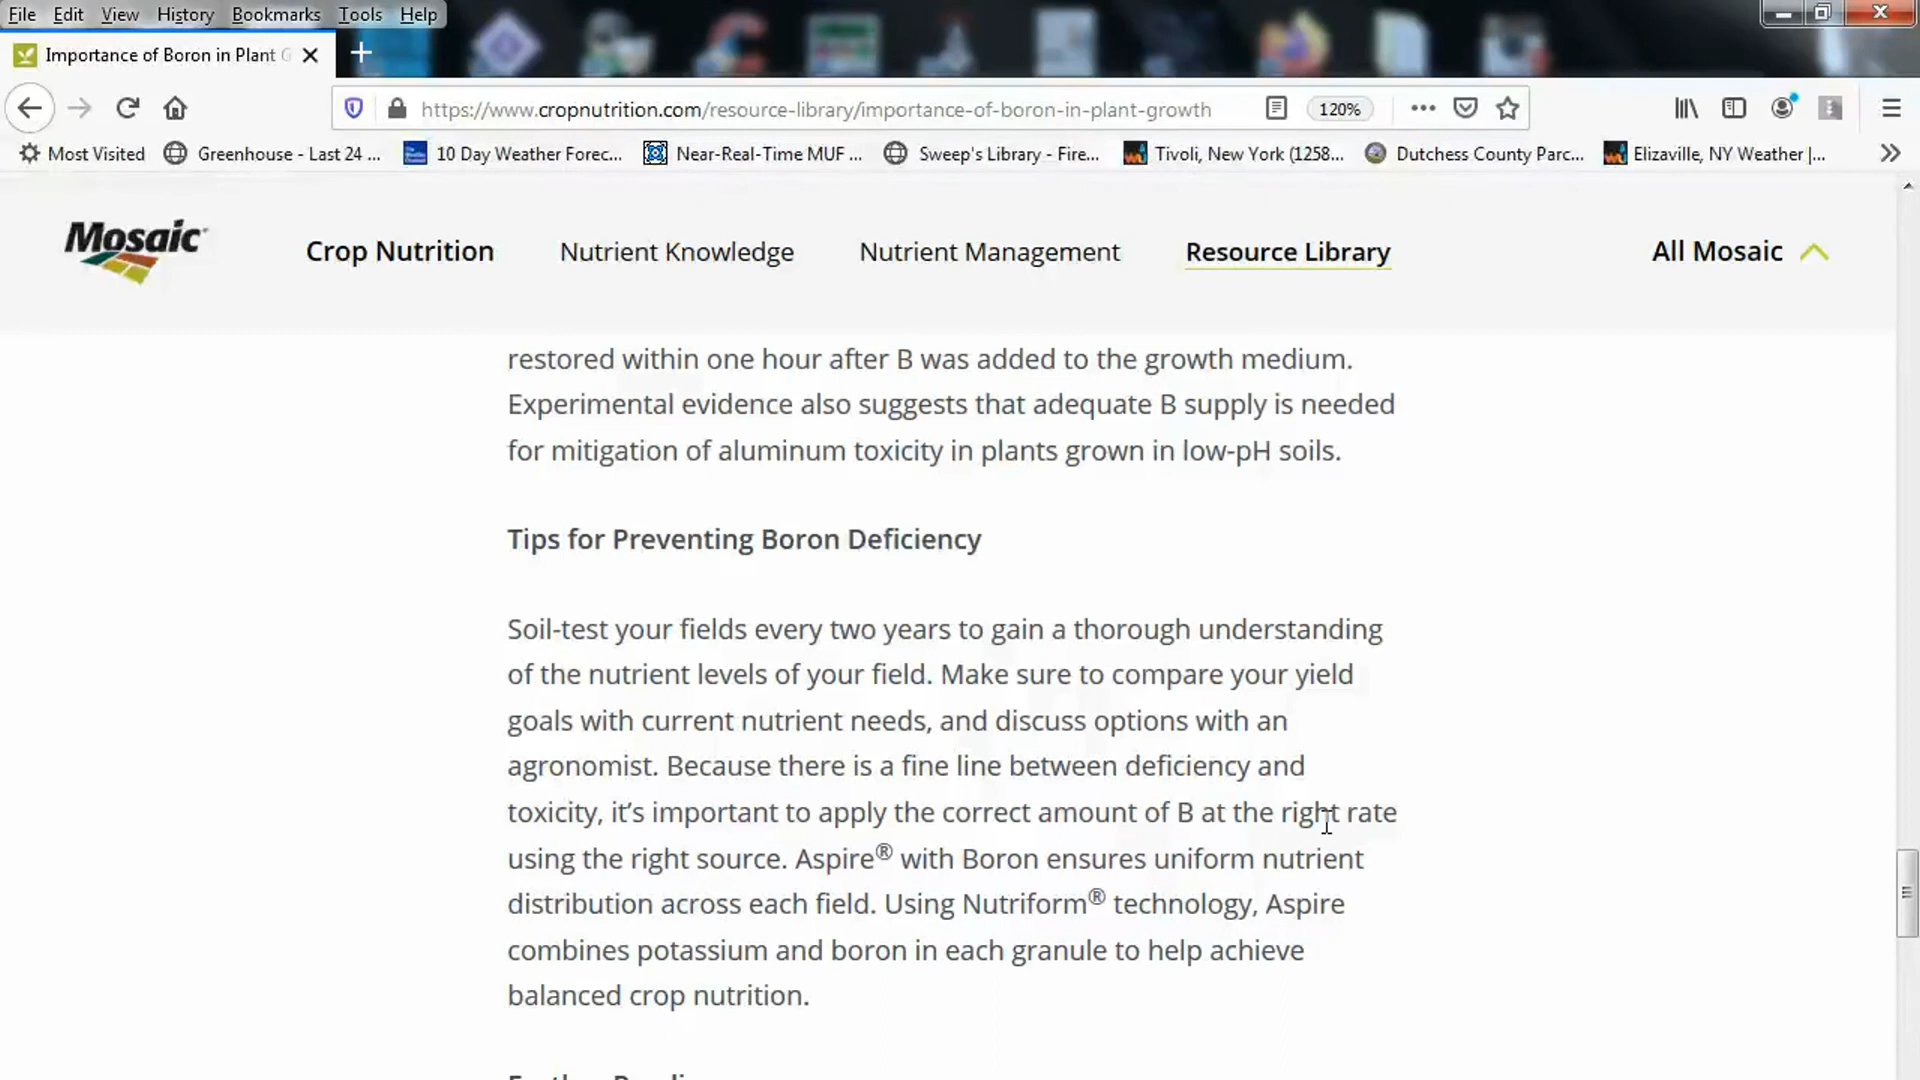 File Edit View History Bookmarks Tools Help
Importance of Boron in Plant G
https://www.cropnutrition.com/resource-library/importance-of-boron-in-plant-growth 120%
Most Visited Greenhouse - Last 24 ... 10 Day Weather Forec... Near-Real-Time MUF ... Sweep's Library - Fire... Tivoli, New York (1258... Dutchess County Parc... Elizaville, NY Weather |...
Mosaic Crop Nutrition Nutrient Knowledge Nutrient Management Resource Library All Mosaic
restored within one hour after B was added to the growth medium.
Experimental evidence also suggests that adequate B supply is needed
for mitigation of aluminum toxicity in plants grown in low-pH soils.
Tips for Preventing Boron Deficiency
Soil-test your fields every two years to gain a thorough understanding
of the nutrient levels of your field. Make sure to compare your yield
goals with current nutrient needs, and discuss options with an
agronomist. Because there is a fine line between deficiency and
toxicity, it’s important to apply the correct amount of B at the right rate
using the right source. Aspire® with Boron ensures uniform nutrient
distribution across each field. Using Nutriform® technology, Aspire
combines potassium and boron in each granule to help achieve
balanced crop nutrition.